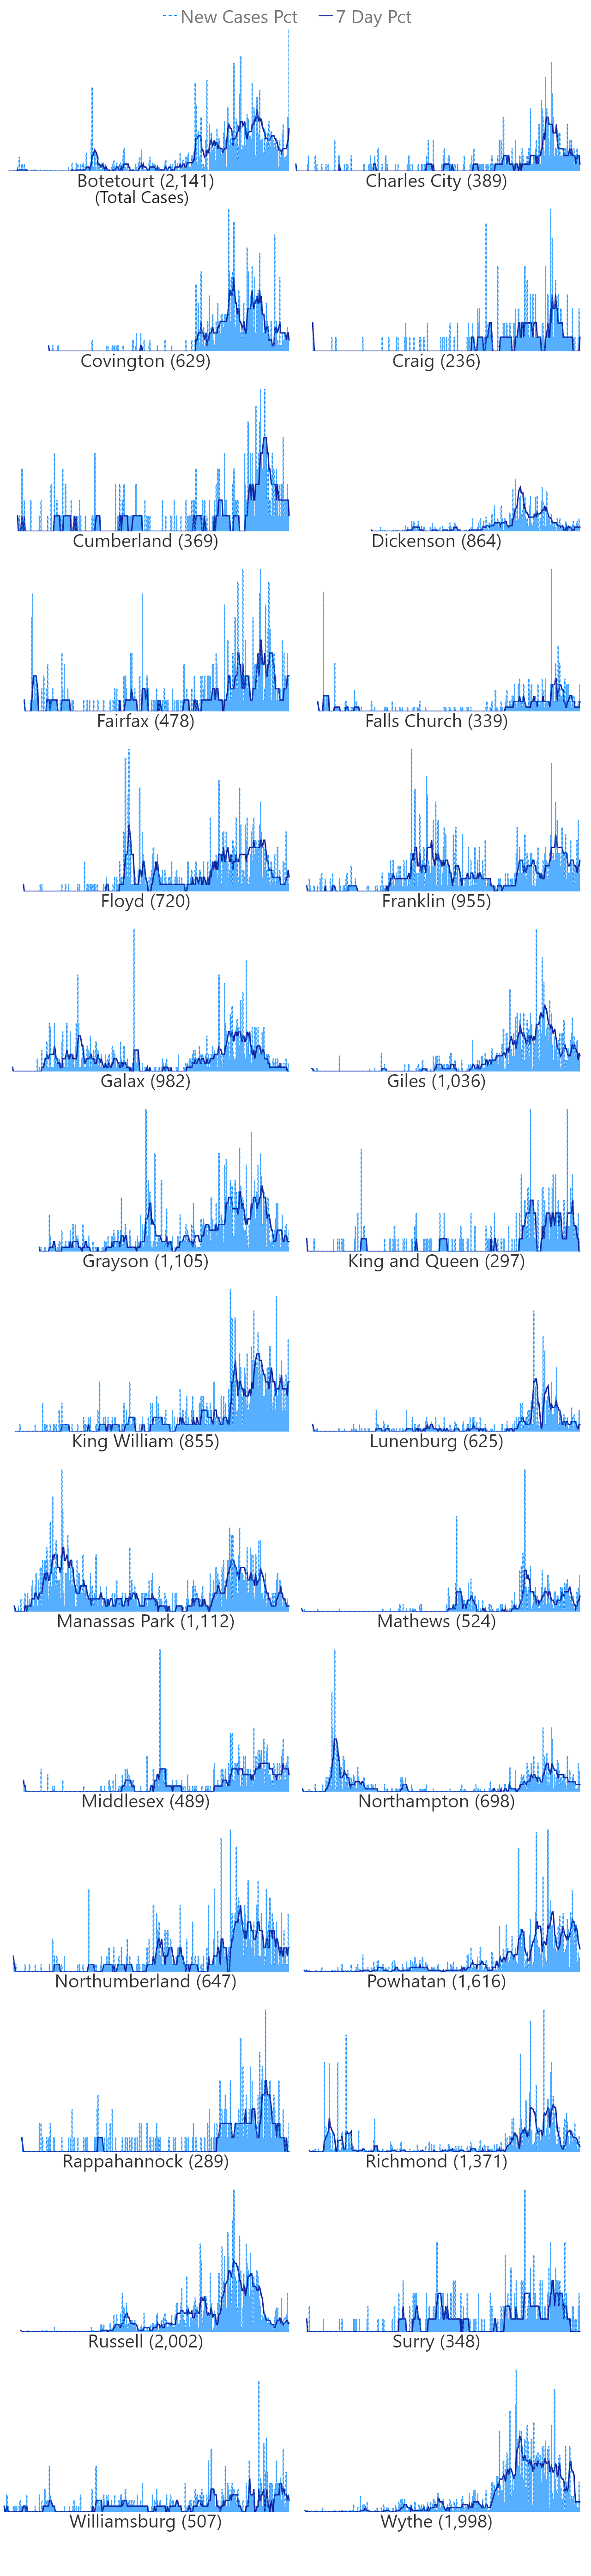 New Cases Pct 7 Day Pct
Botetourt (2,141) Charles City (389)
(Total Cases)
Covington (629) Craig (236)
Cumberland (369) Dickenson (864)
Fairfax (478) Falls Church (339)
Floyd (720) Franklin (955)
Galax (982) Giles (1,036)
Grayson (1,105) King and Queen (297)
King William (855) Lunenburg (625)
Manassas Park (1,112) Mathews (524)
Middlesex (489) Northampton (698)
Northumberland (647) Powhatan (1,616)
Rappahannock (289) Richmond (1,371)
Russell (2,002) Surry (348)
Williamsburg (507) Wythe (1,998)